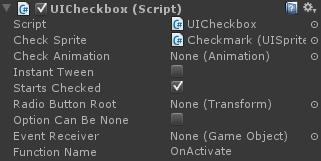 UICheckbox (Script)
Script UICheckbox
Check Sprite Checkmark (UISprite
Check Animation None (Animation)
Instant Tween
Starts Checked
Radio Button Root None (Transform)
Option Can Be None
Event Receiver None (Game Object)
Function Name OnActivate